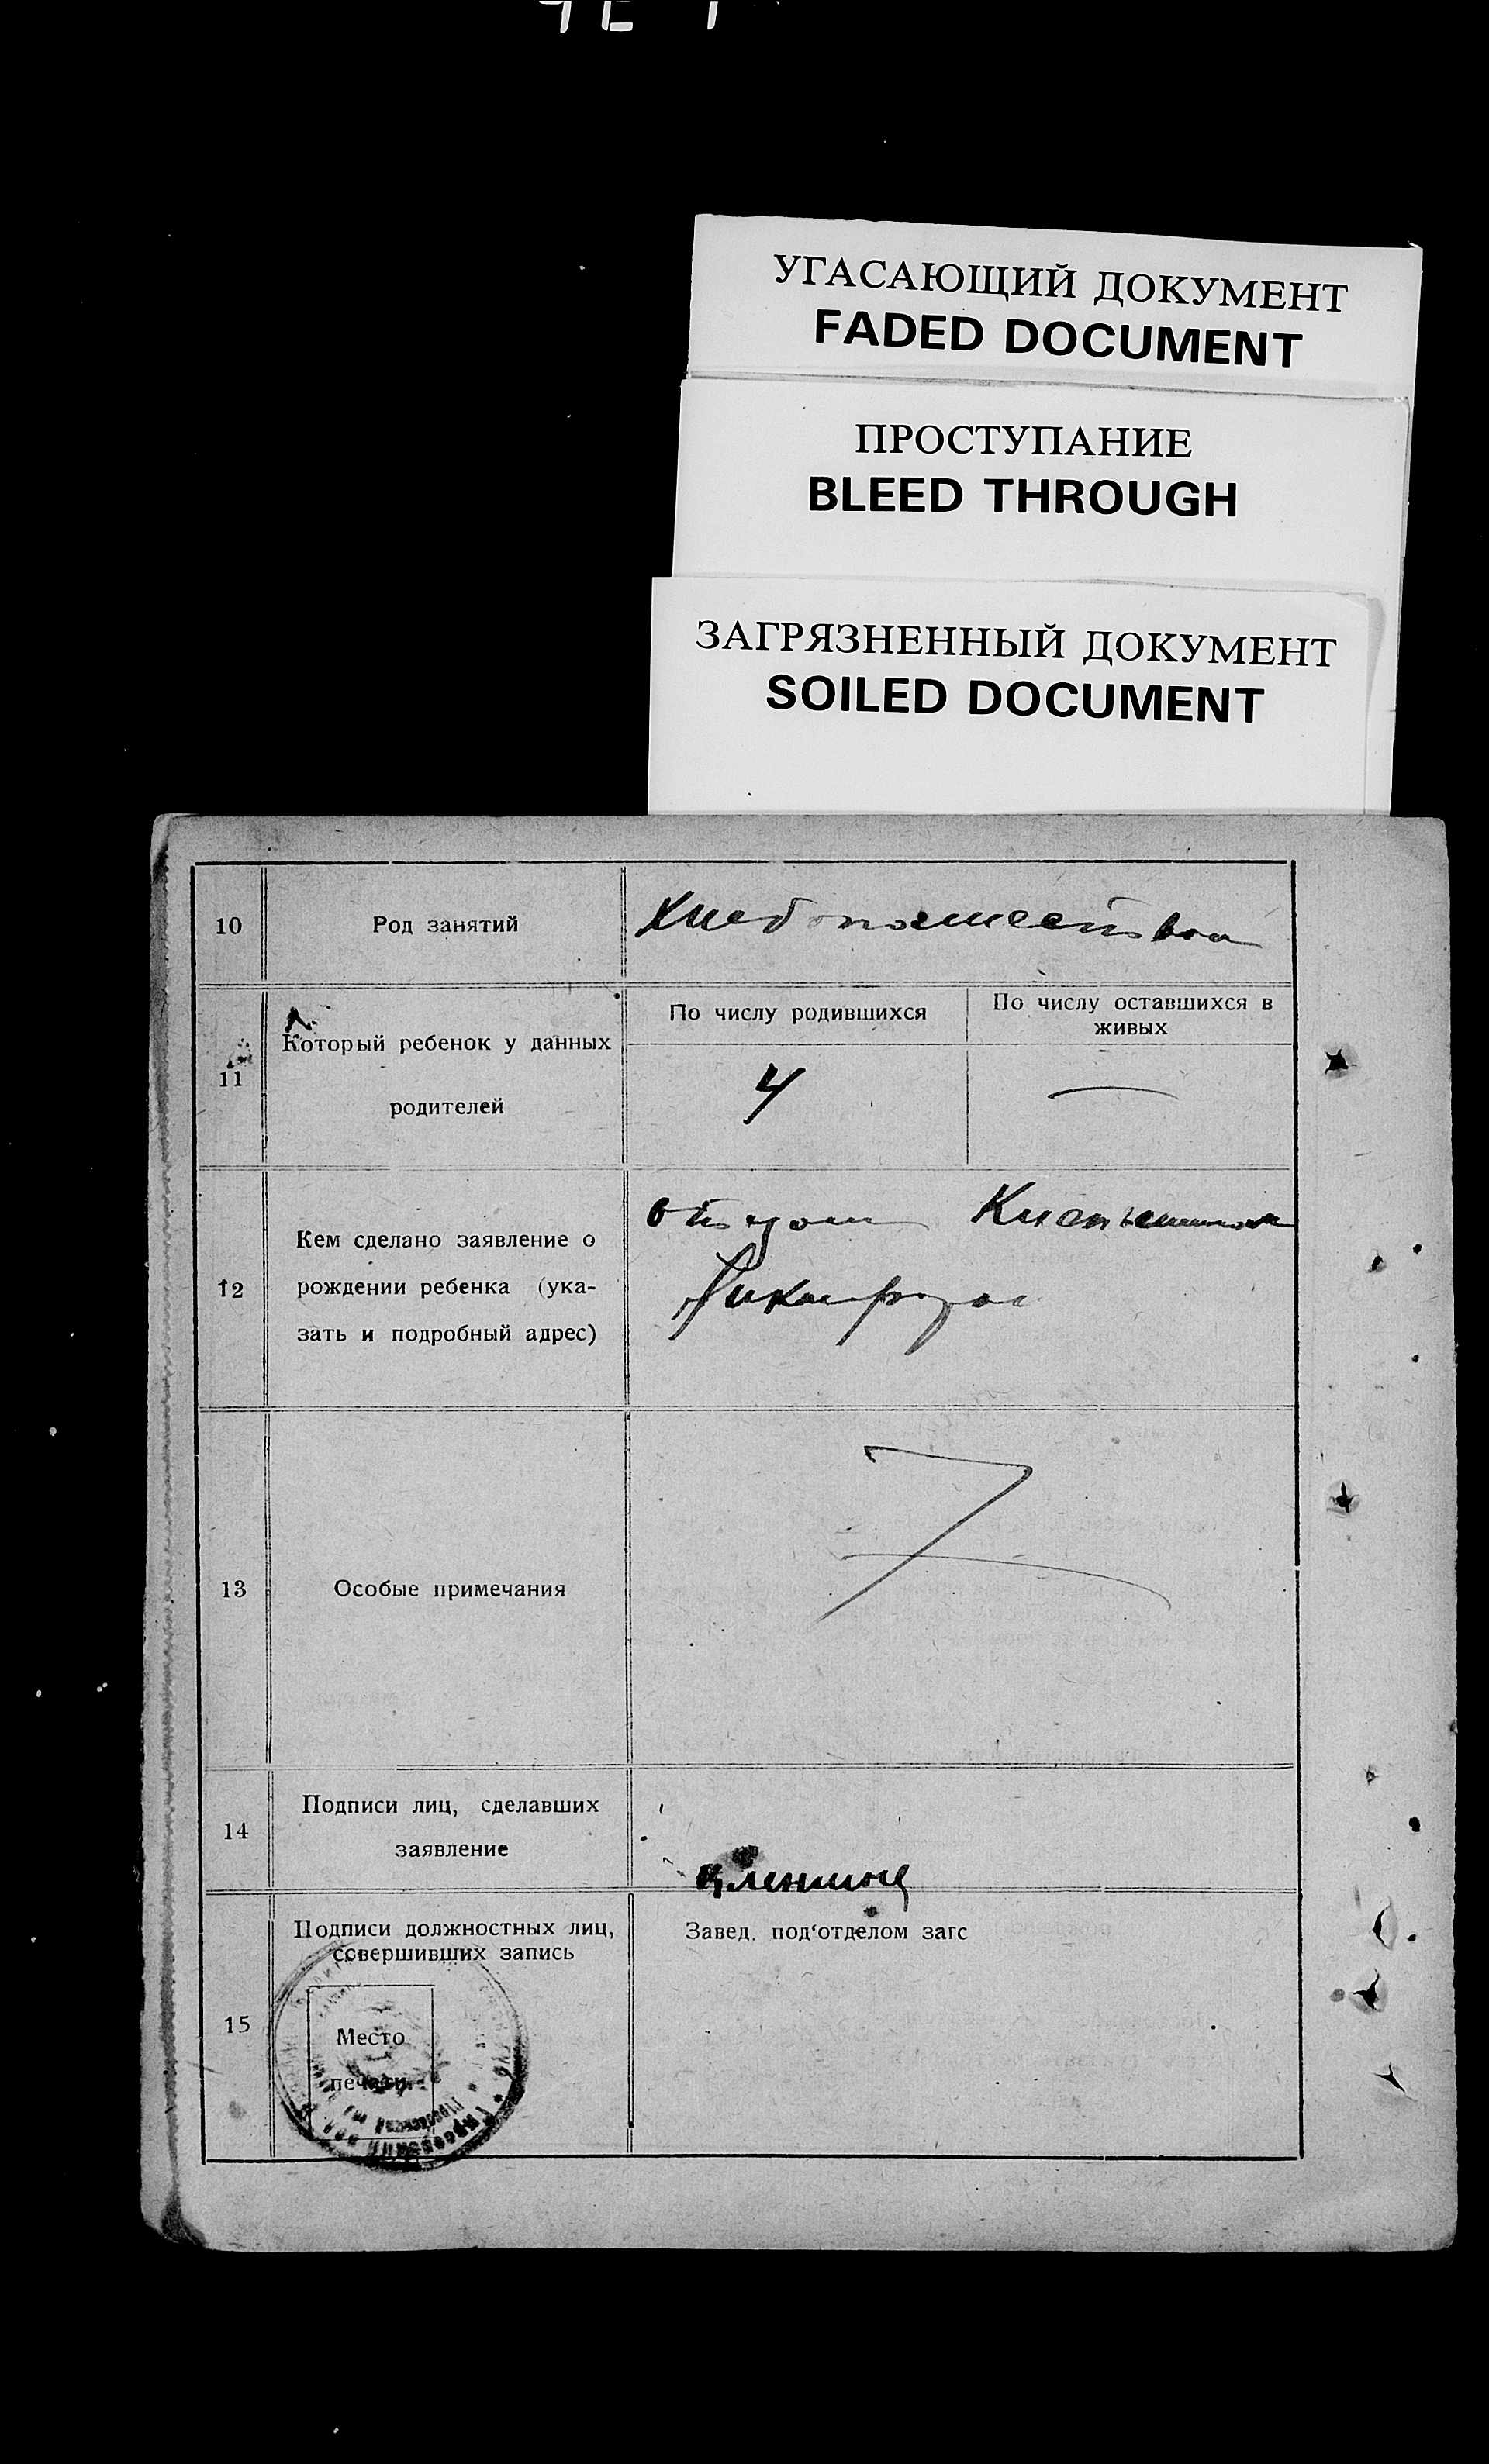 УГАСАЮЩИЙ ДОКУМЕНТ
FADED DOCUMENT
ПРОСТУПАНИЕ
BLEED THROUGH
ЗАГРЯЗНЕННЫЙ ДОКУМЕНТ
SOILED DOCUMENT
10
Род занятий
Хлебопашество
По числу родившихся
По числу оставшихся в
живых
11
Который ребенок у данных
родителей
4
—
12
Кем сделано заявление о
рождении ребенка (ука-
зать и подробный адрес)
отцом
13
Особые примечания
14
Подписи лиц, сделавших
заявление
15
Подписи должностных лиц,
совершивших запись
Завед. под‘отделом загс
Место
печати